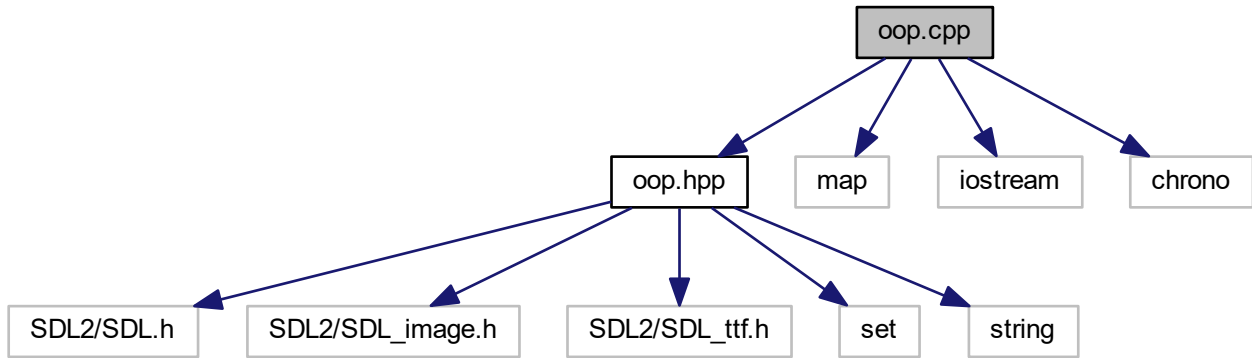 oop.cpp
oop.hpp
map
iostream
chrono
SDL2/SDL.h
SDL2/SDL_image.h
SDL2/SDL_ttf.h
set
string